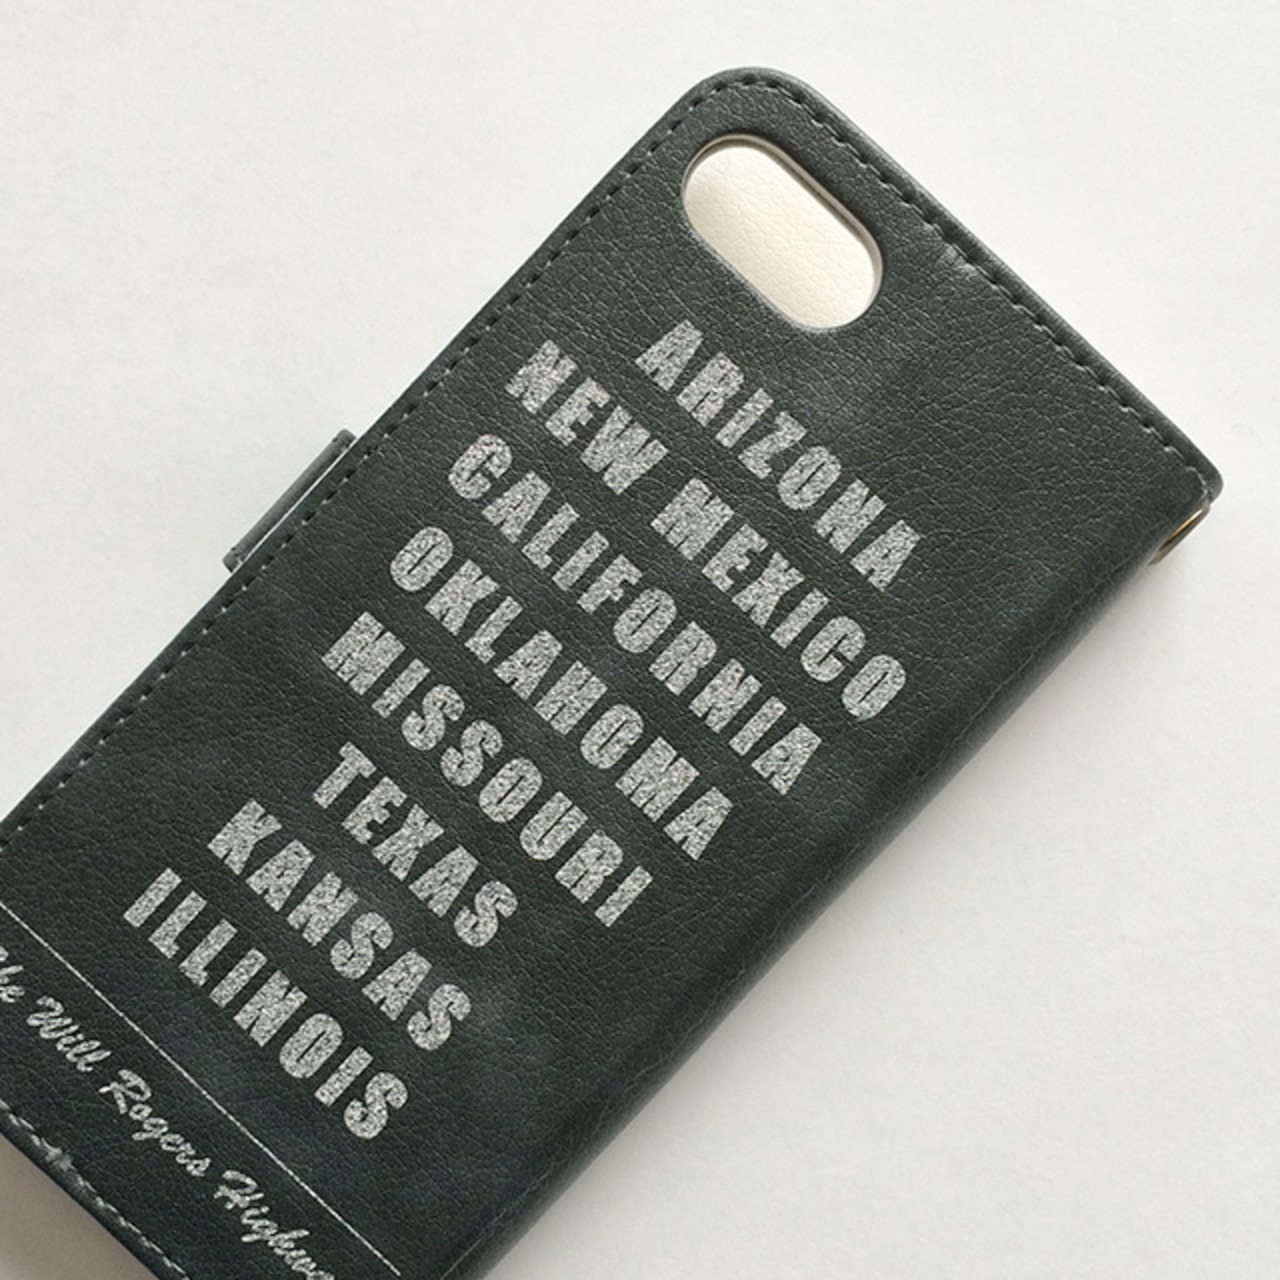 ARIZONA
NEW MEXICO
CALIFORNIA
OKLAHOMA
MISSOURI
TEXAS
KANSAS
ILLINOIS
Will Rogers